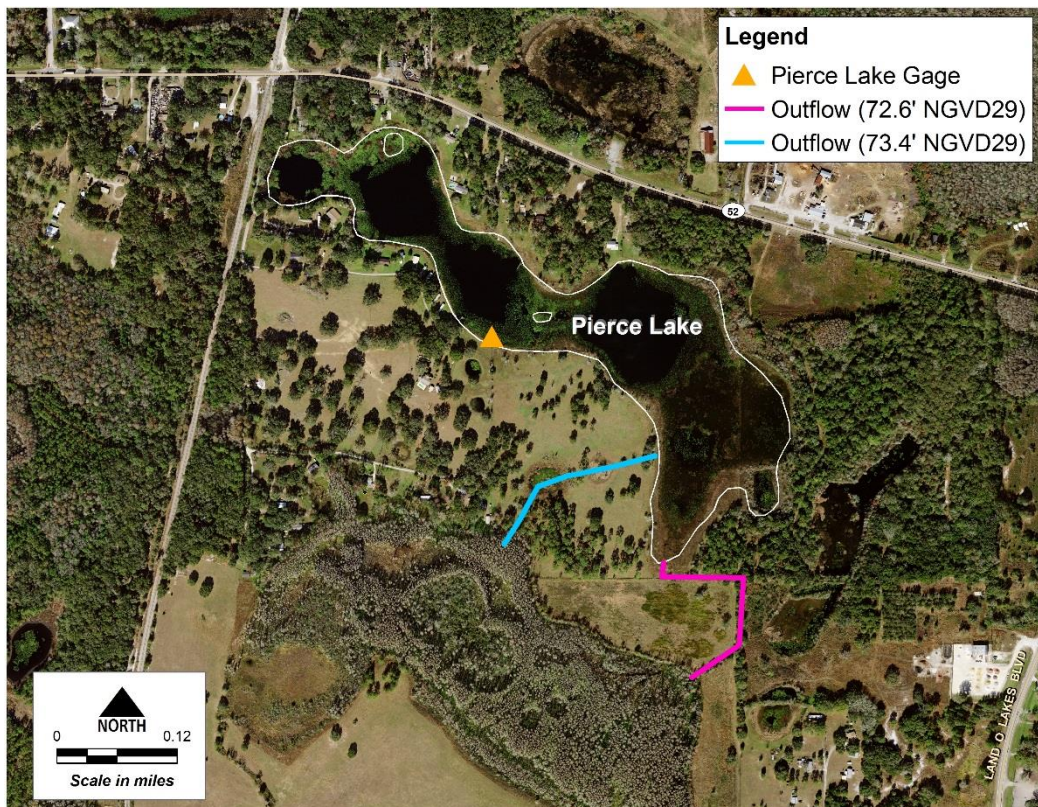 Legend
Pierce Lake Gage
Outflow (72.6' NGVD29)
Outflow (73.4' NGVD29)
52
Pierce Lake
NORTH
0 0.12
Scale in miles
LAND O LAKES BLVD